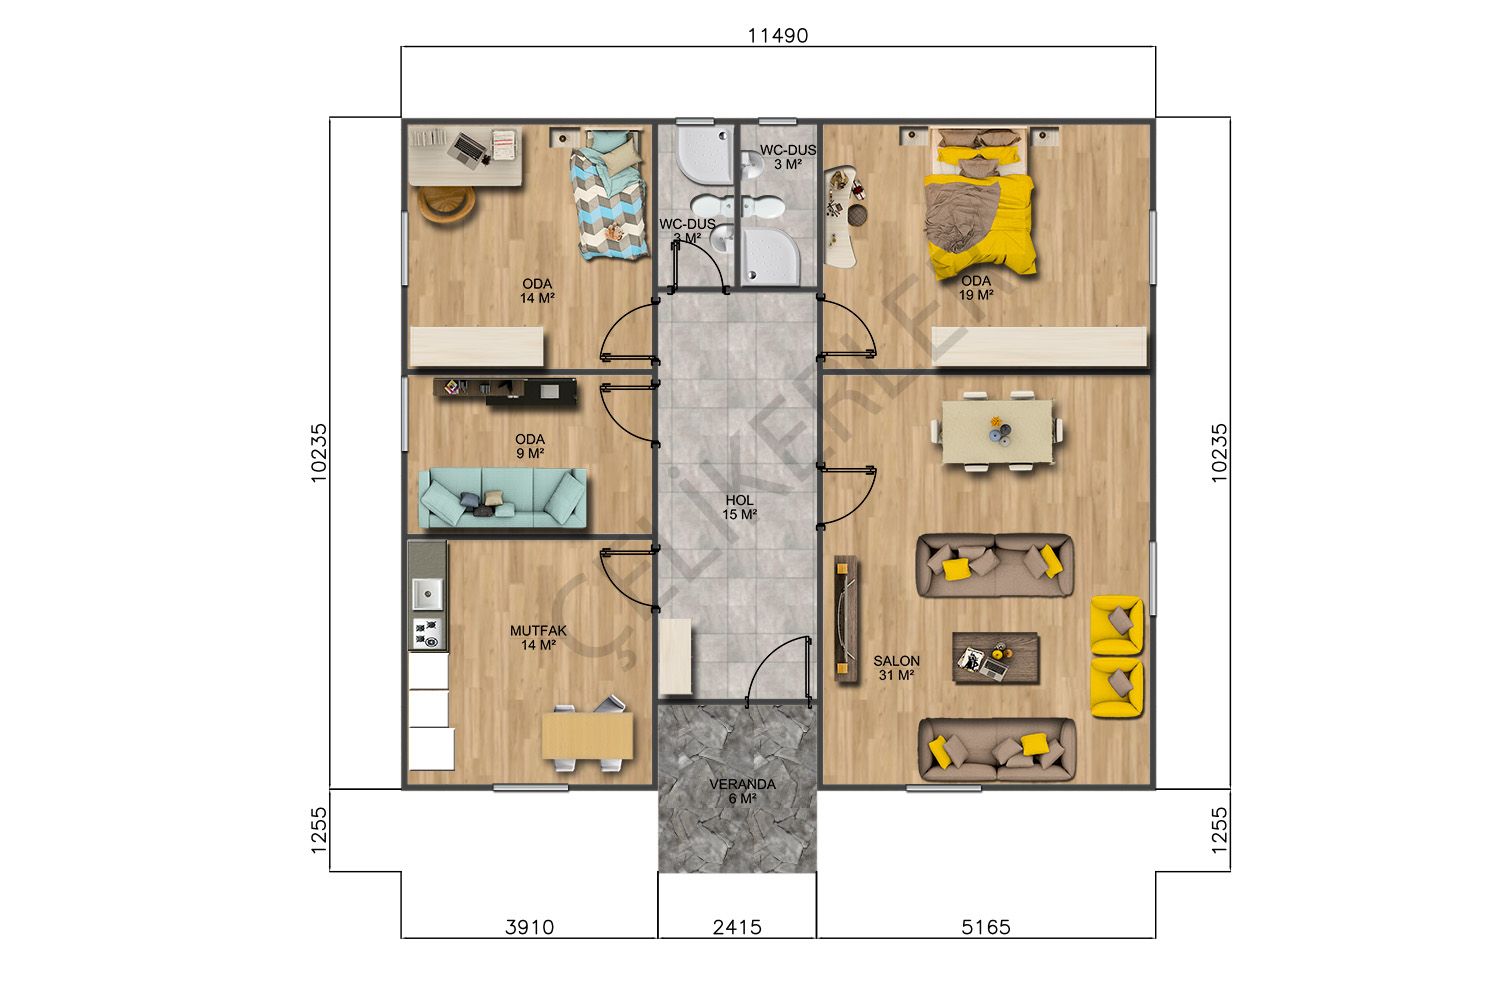 11490
WC-DUS
3 M²
WC-DUS
3 M²
ODA
14 M²
ODA
19 M²
10235
10235
ODA
9 M²
HOL
15 M²
ÇELİKERLER
MUTFAK
14 M²
SALON
31 M²
VERANDA
6 M²
1255
1255
3910
2415
5165